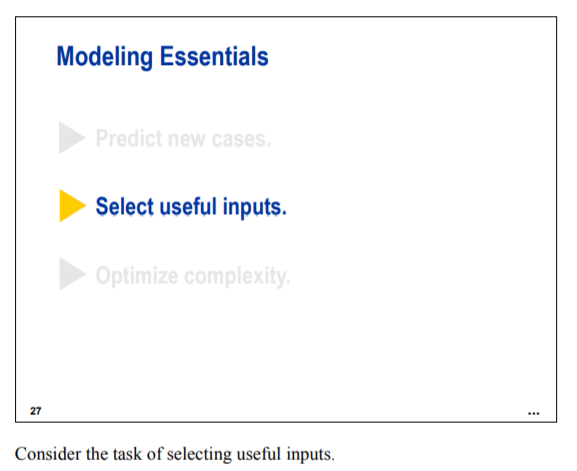 Modeling Essentials
Predict new cases.
Select useful inputs.
Optimize complexity.
27
...
Consider the task of selecting useful inputs.